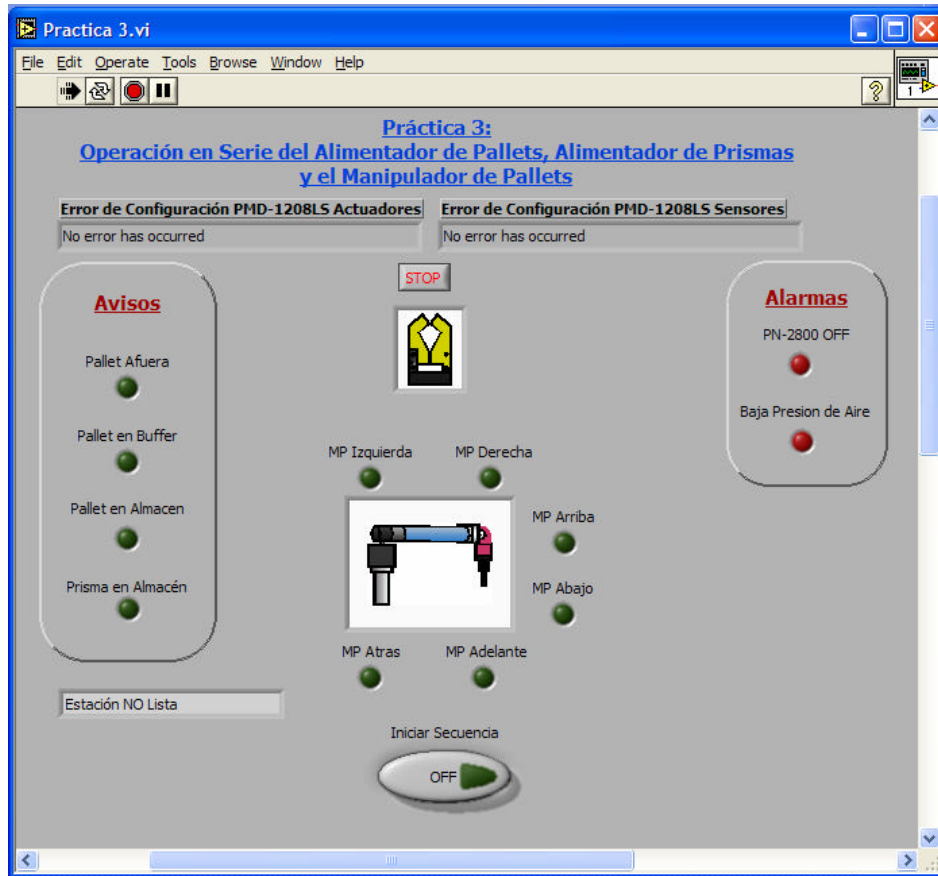 Practica 3.vi
File Edit Operate Tools Browse Window Help
1
Práctica 3:
Operación en Serie del Alimentador de Pallets, Alimentador de Prismas
y el Manipulador de Pallets
Error de Configuración PMD-1208LS Actuadores
Error de Configuración PMD-1208LS Sensores
No error has occurred
No error has occurred
STOP
Avisos
Pallet Afuera
Pallet en Buffer
Pallet en Almacen
Prisma en Almacén
Alarmas
PN-2800 OFF
Baja Presion de Aire
MP Izquierda
MP Derecha
MP Arriba
MP Abajo
MP Atras
MP Adelante
Estación NO Lista
Iniciar Secuencia
OFF